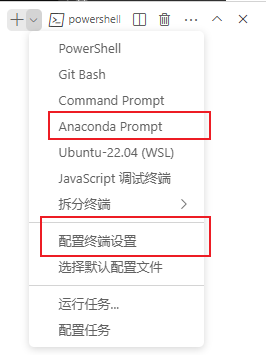 powershell
PowerShell
Git Bash
Command Prompt
Anaconda Prompt
Ubuntu-22.04 (WSL)
JavaScript 调试终端
拆分终端
配置终端设置
选择默认配置文件
运行任务...
配置任务